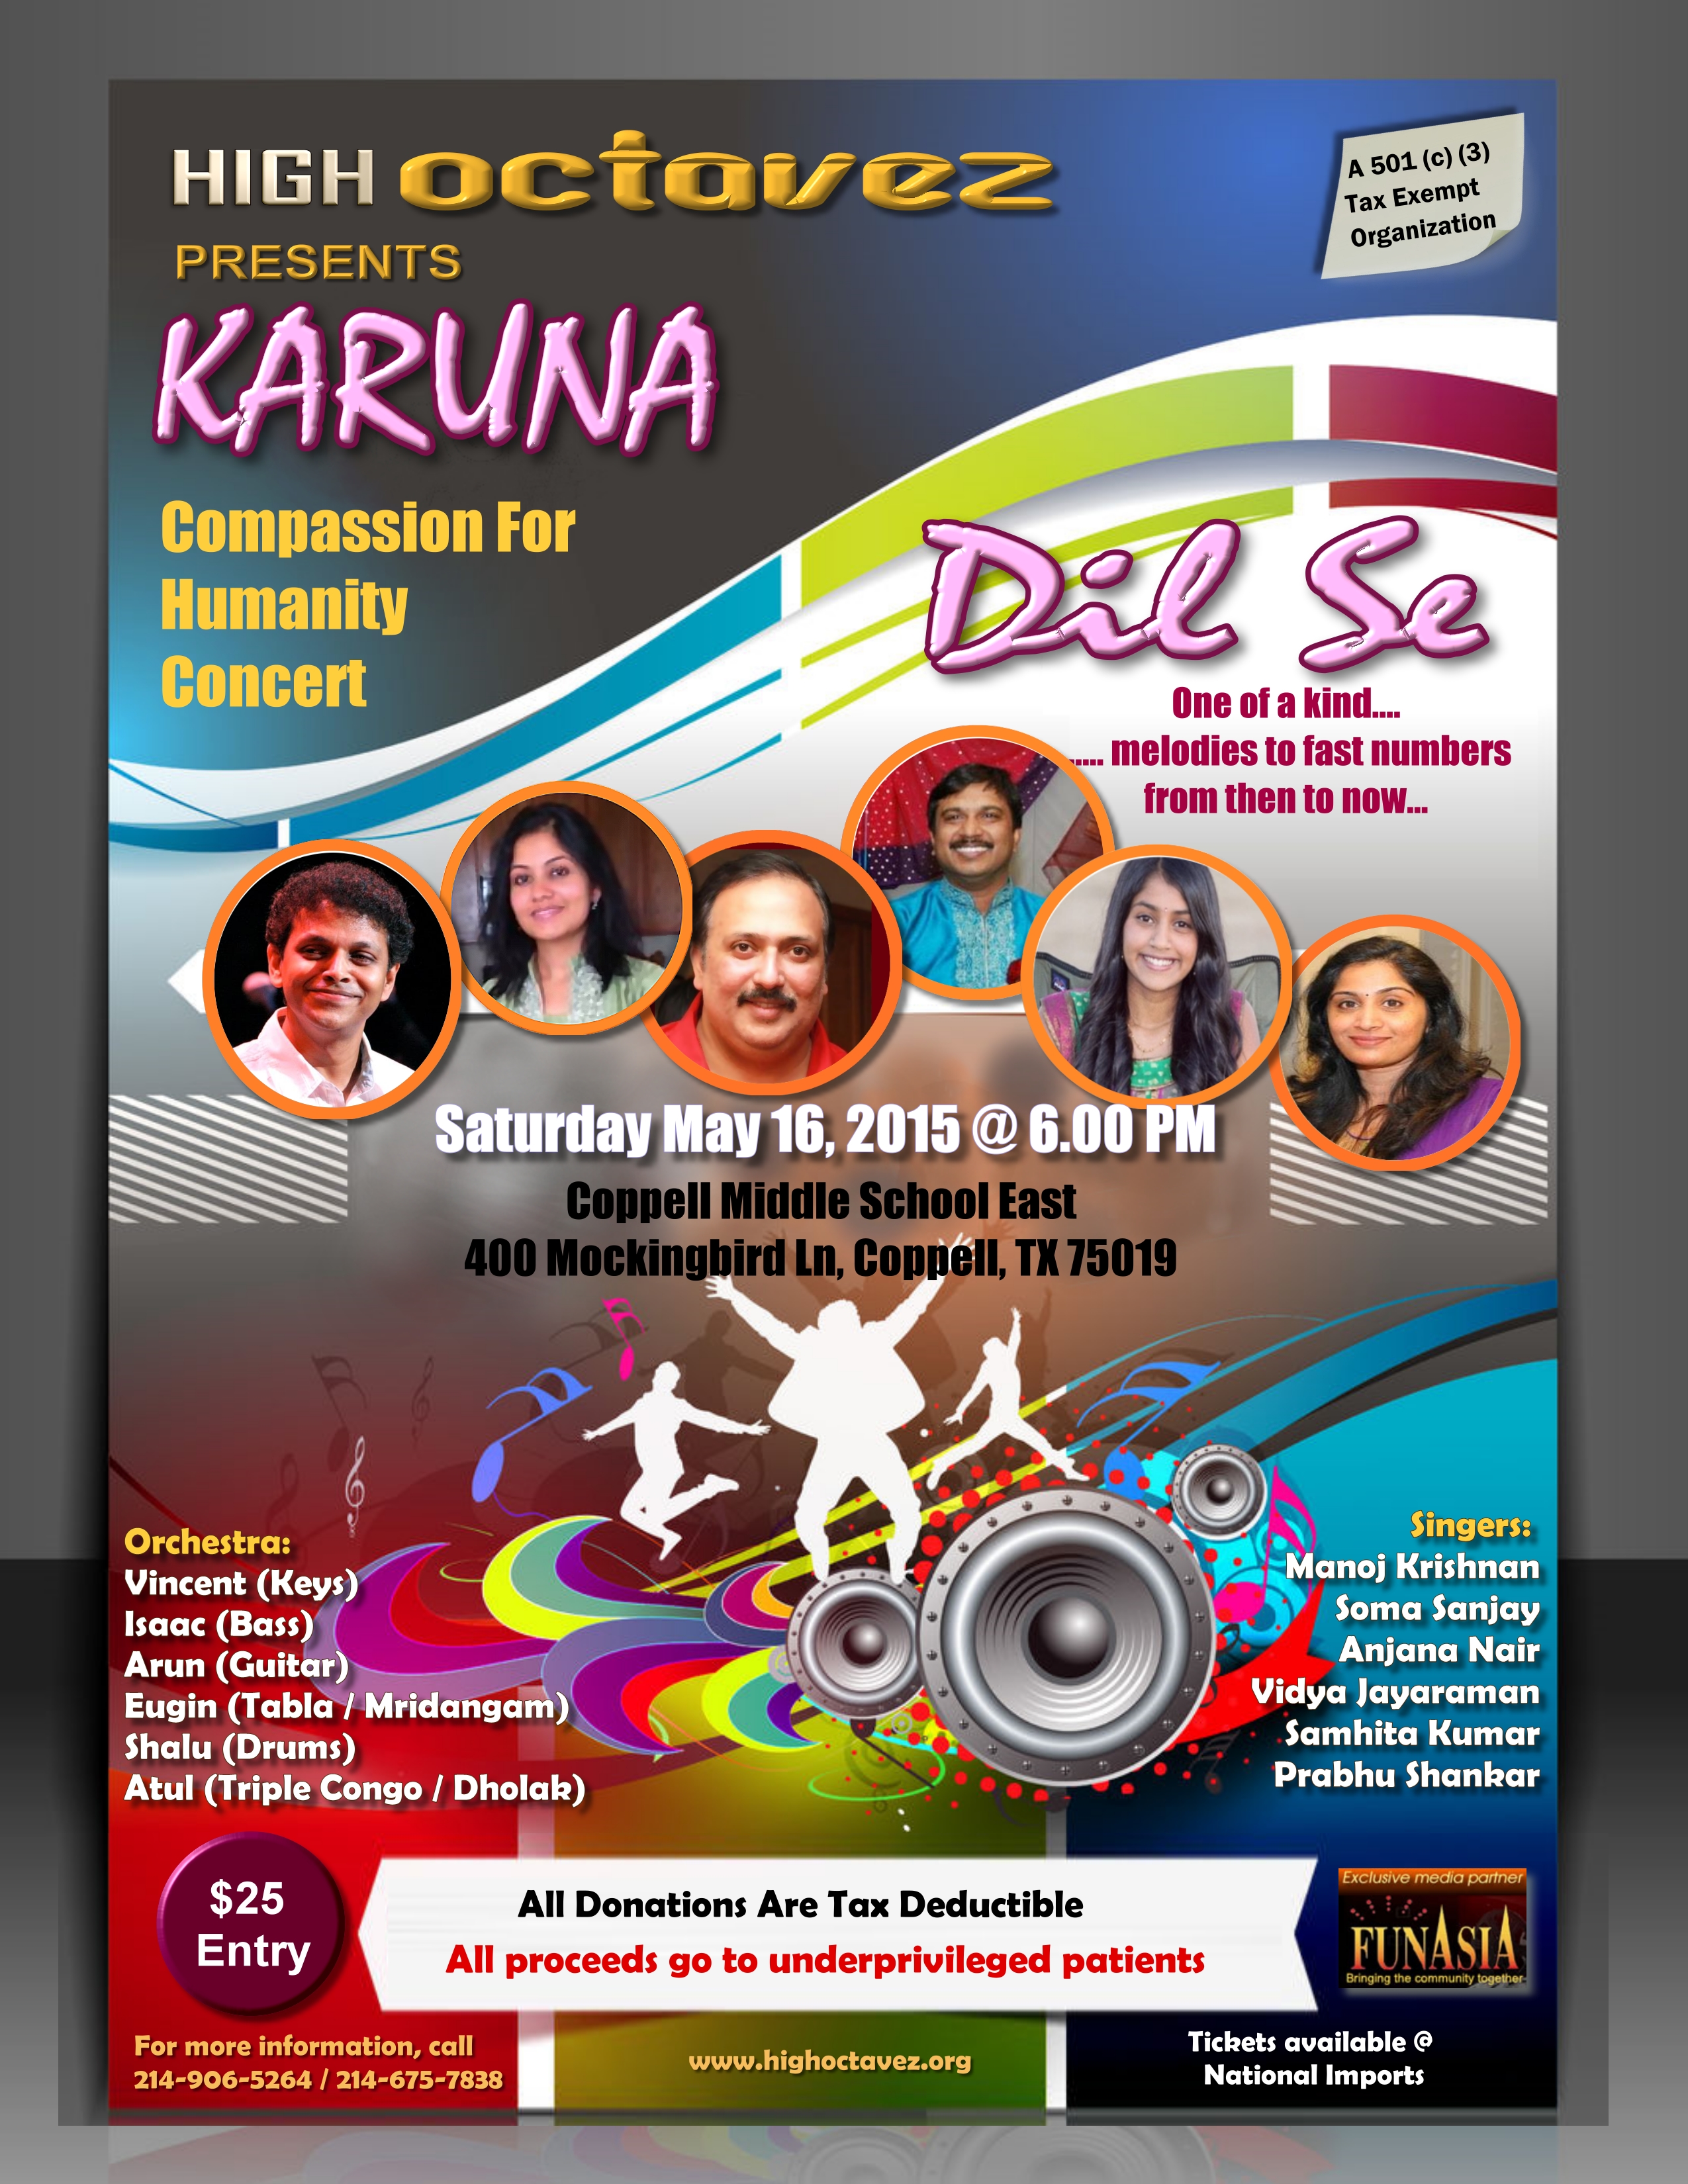 HIGH octavez
PRESENTS
A 501 (c) (3)
Tax Exempt
Organization
KARUNA
Compassion For
Humanity
Concert
Dil Se
One of a kind....
..... melodies to fast numbers
from then to now...
Saturday May 16, 2015 @ 6.00 PM
Coppell Middle School East
400 Mockingbird Ln, Coppell, TX 75019
Orchestra:
Vincent (Keys)
Isaac (Bass)
Arun (Guitar)
Eugin (Tabla / Mridangam)
Shalu (Drums)
Atul (Triple Congo / Dholak)
Singers:
Manoj Krishnan
Soma Sanjay
Anjana Nair
Vidya Jayaraman
Samhita Kumar
Prabhu Shankar
$25
Entry
All Donations Are Tax Deductible
All proceeds go to underprivileged patients
Exclusive media partner
FUNASIA
Bringing the community together
For more information, call
214-906-5264 / 214-675-7838
www.highoctavez.org
Tickets available @
National Imports